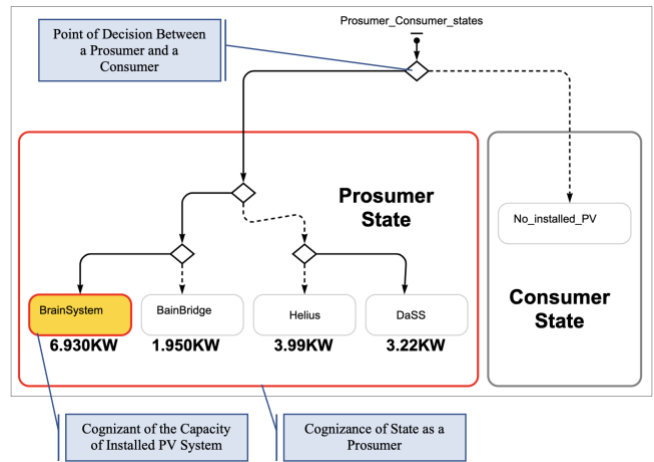 Prosumer_Consumer_states
Point of Decision Between
a Prosumer and a
Consumer
Prosumer
State
No_installed_PV
Consumer
State
BrainSystem
BainBridge
Helius
DaSS
6.930KW
1.950KW
3.99KW
3.22KW
Cognizant of the Capacity
of Installed PV System
Cognizance of State as a
Prosumer